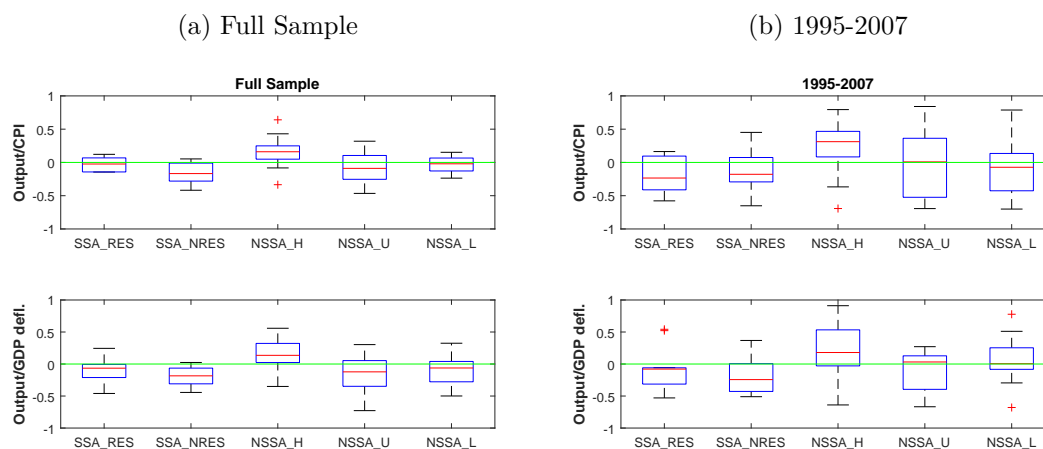 (a) Full Sample
(b) 1995-2007
Full Sample
1
0.5
0
-0.5
-1
Output/CPI
SSA_RES SSA_NRES NSSA_H NSSA_U NSSA_L
1995-2007
1
0.5
0
-0.5
-1
Output/CPI
SSA_RES SSA_NRES NSSA_H NSSA_U NSSA_L
1
0.5
0
-0.5
-1
Output/GDP defl.
SSA_RES SSA_NRES NSSA_H NSSA_U NSSA_L
1
0.5
0
-0.5
-1
Output/GDP defl.
SSA_RES SSA_NRES NSSA_H NSSA_U NSSA_L